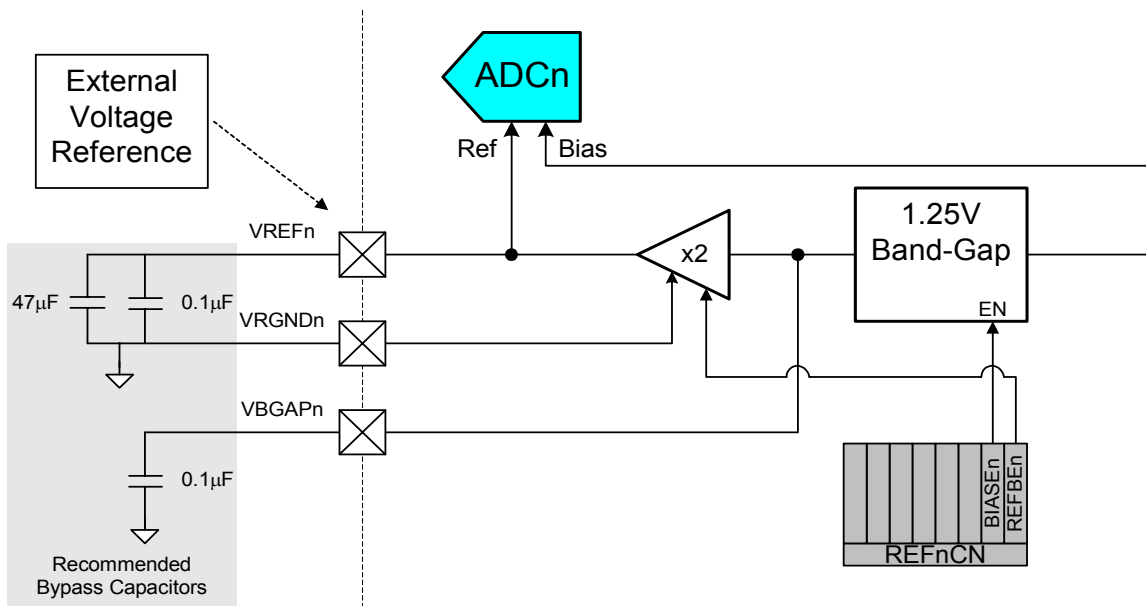 External
Voltage
Reference
ADCn
Ref
Bias
VREFn
x2
1.25V
Band-Gap
EN
47μF
0.1μF
VRGNDn
VBGAPn
0.1μF
BIASEn
REFBEn
REFnCN
Recommended
Bypass Capacitors